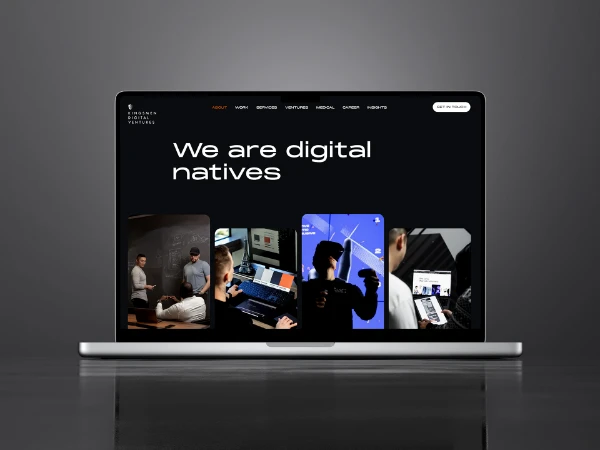 KINGSMEN
DIGITAL
VENTURES
ABOUT WORK SERVICES VENTURES MEDICAL CAREER INSIGHTS
GET IN TOUCH
We are digital
natives